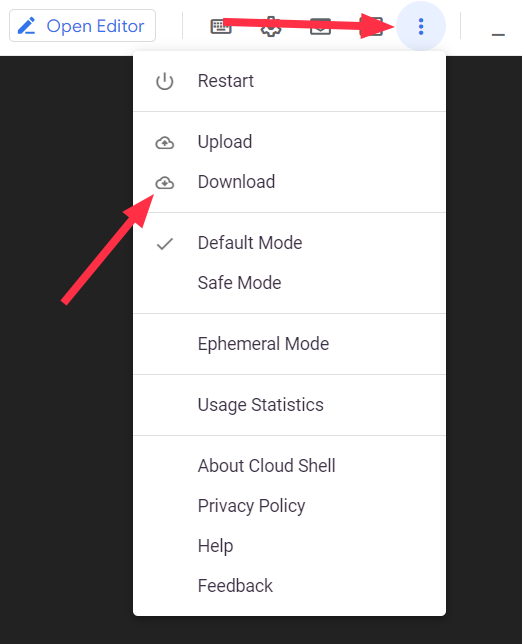 Open Editor
Restart
Upload
Download
Default Mode
Safe Mode
Ephemeral Mode
Usage Statistics
About Cloud Shell
Privacy Policy
Help
Feedback